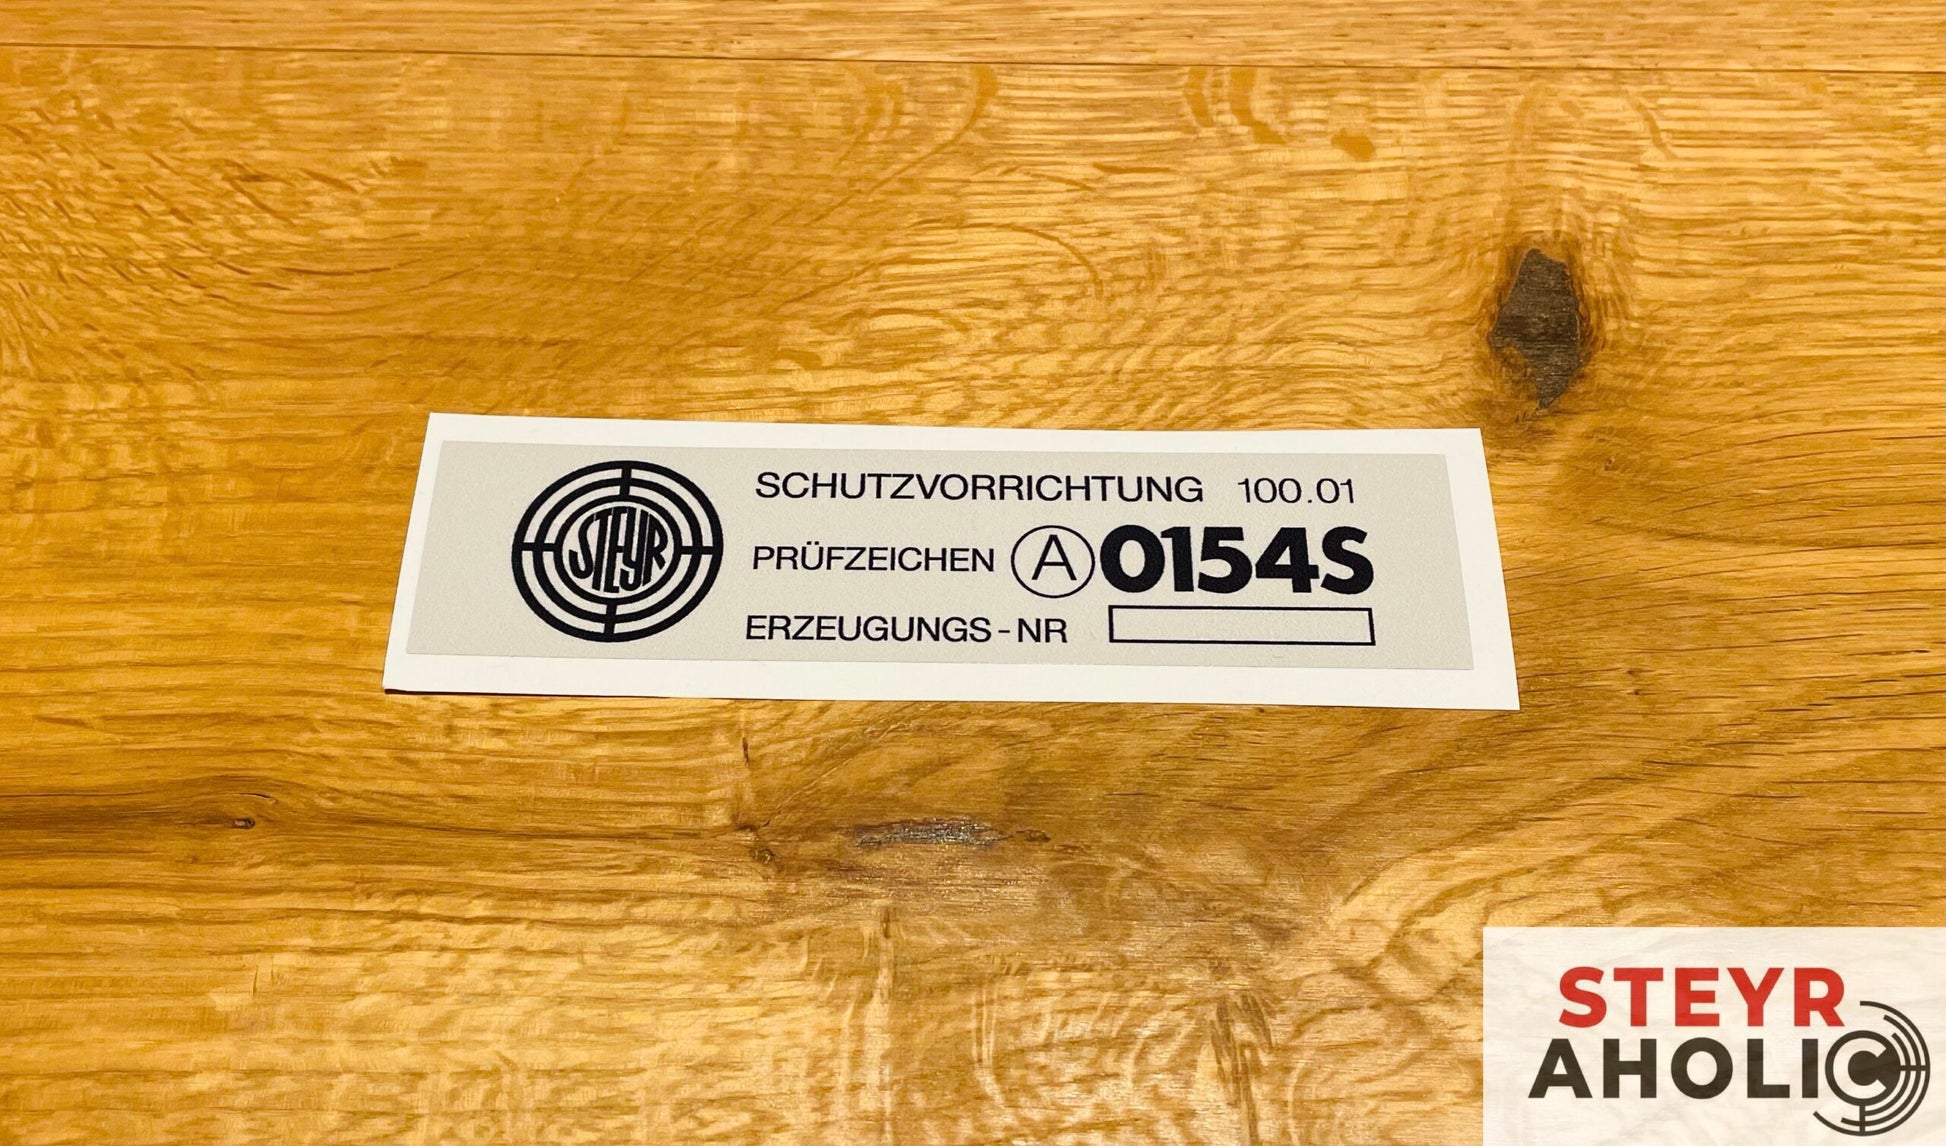 STEYR
SCHUTZVORRICHTUNG 100.01
PRÜFZEICHEN Ⓐ 0154S
ERZEUGUNGS-NR
STEYR
AHOLIC